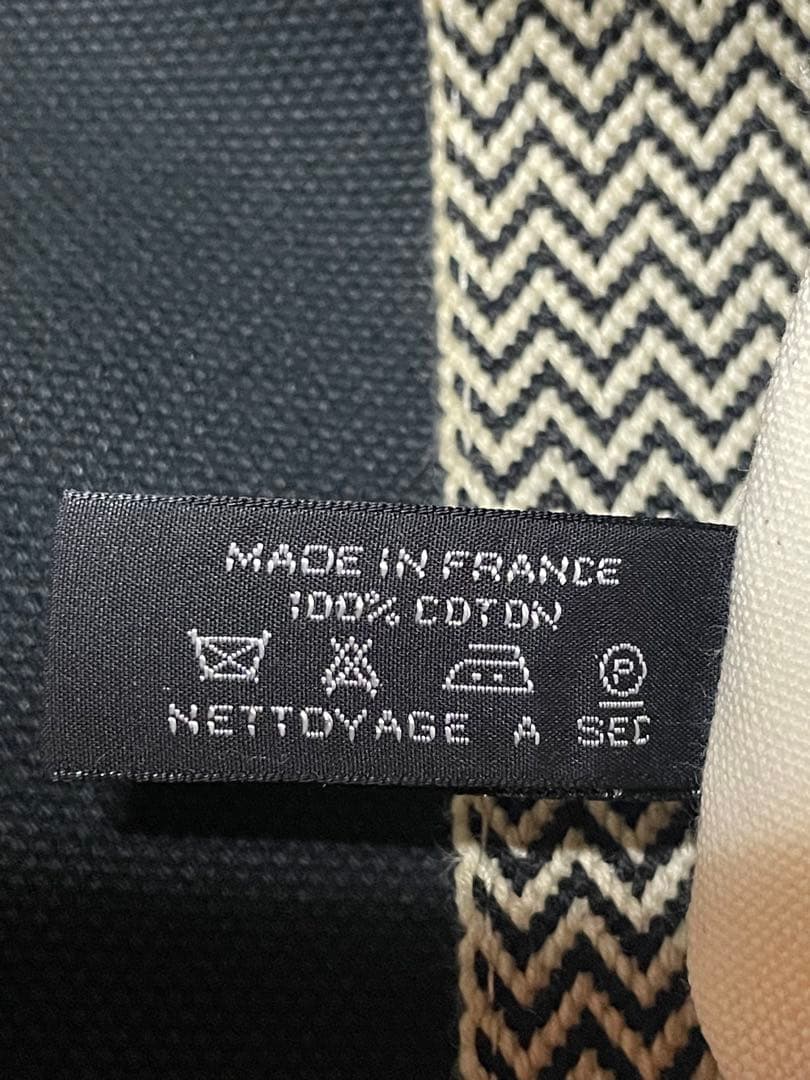 MADE IN FRANCE
100% COTON
P
NETTOYAGE A SEC